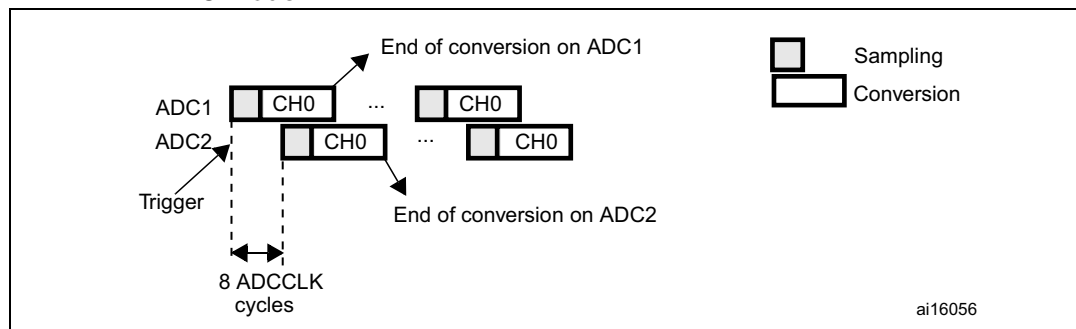 End of conversion on ADC1
Sampling
Conversion
ADC1
CH0
...
CH0
ADC2
CH0
...
CH0
Trigger
End of conversion on ADC2
8 ADCCLK
cycles
ai16056